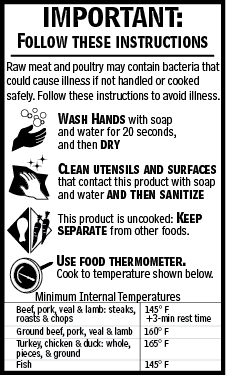 IMPORTANT:
FOLLOW THESE INSTRUCTIONS
Raw meat and poultry may contain bacteria that
could cause illness if not handled or cooked
safely. Follow these instructions to avoid illness.
WASH HANDS with soap
and water for 20 seconds,
and then DRY
CLEAN UTENSILS AND SURFACES
that contact this product with soap
and water AND THEN SANITIZE
This product is uncooked: KEEP
SEPARATE from other foods.
USE FOOD THERMOMETER.
Cook to temperature shown below.
Minimum Internal Temperatures
Beef, pork, veal & lamb: steaks, 145° F
roasts & chops +3-min rest time
Ground beef, pork, veal & lamb 160° F
Turkey, chicken & duck: whole, 165° F
pieces, & ground
Fish 145° F